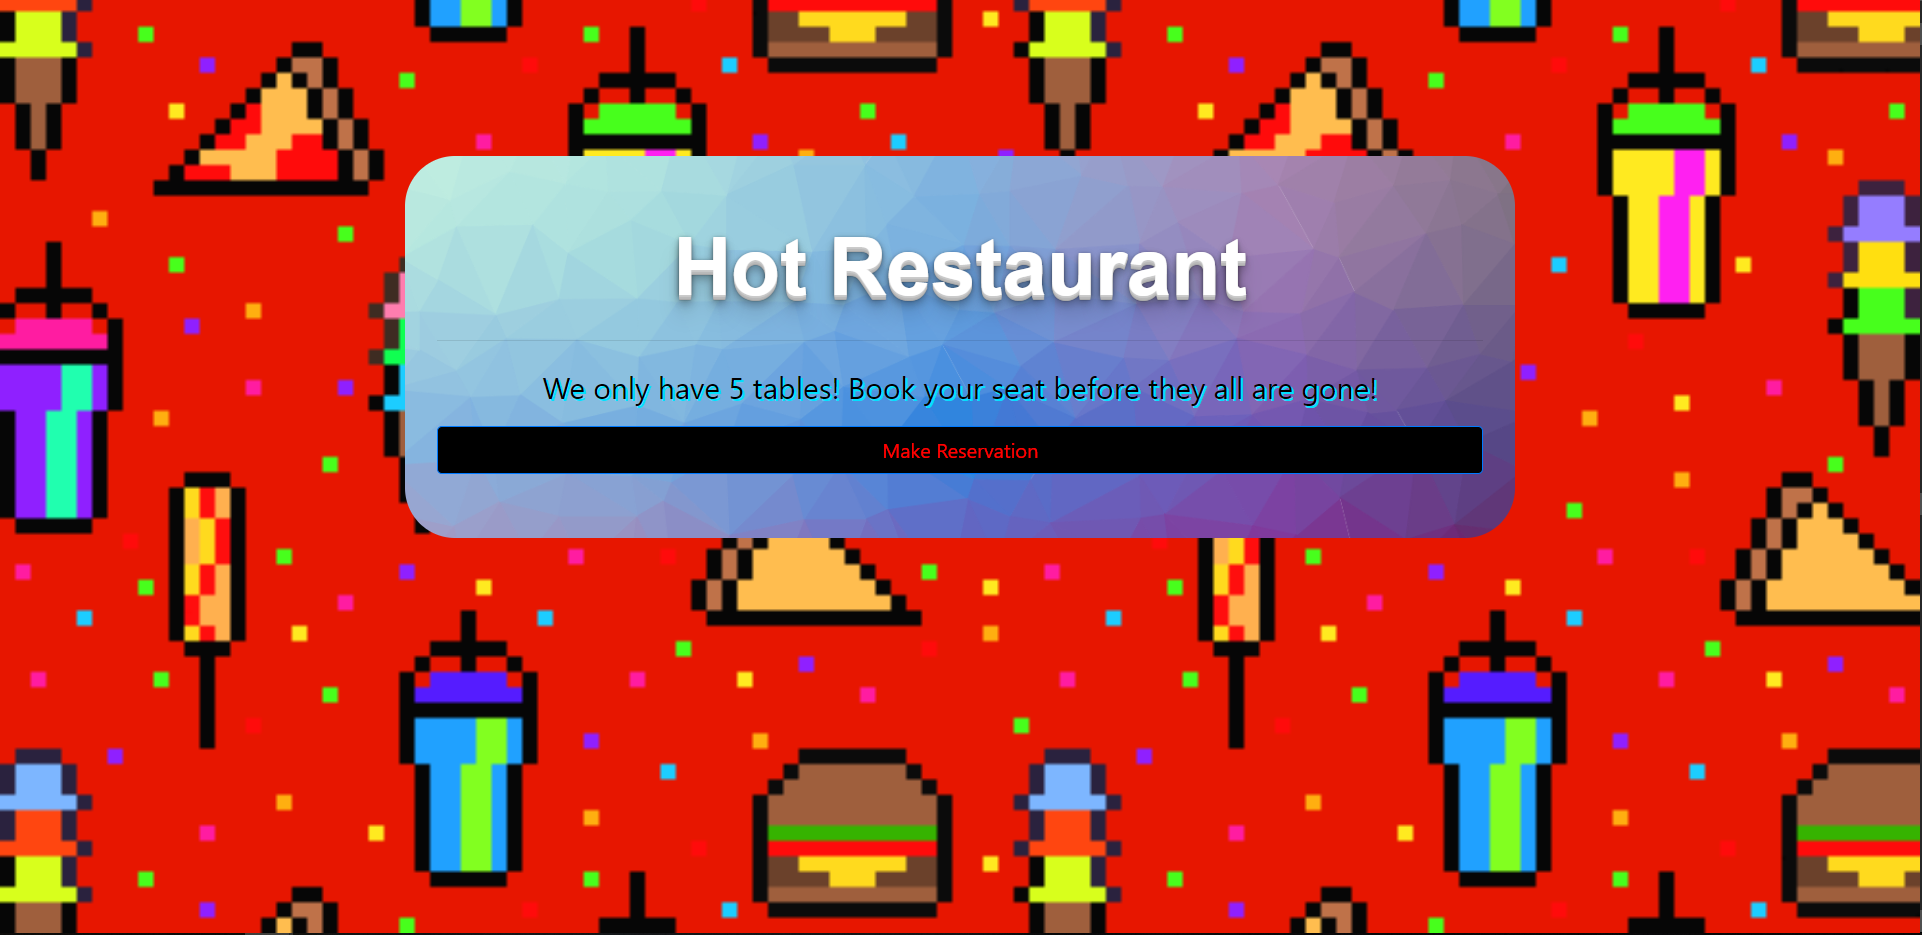 Hot Restaurant
We only have 5 tables! Book your seat before they all are gone!
Make Reservation